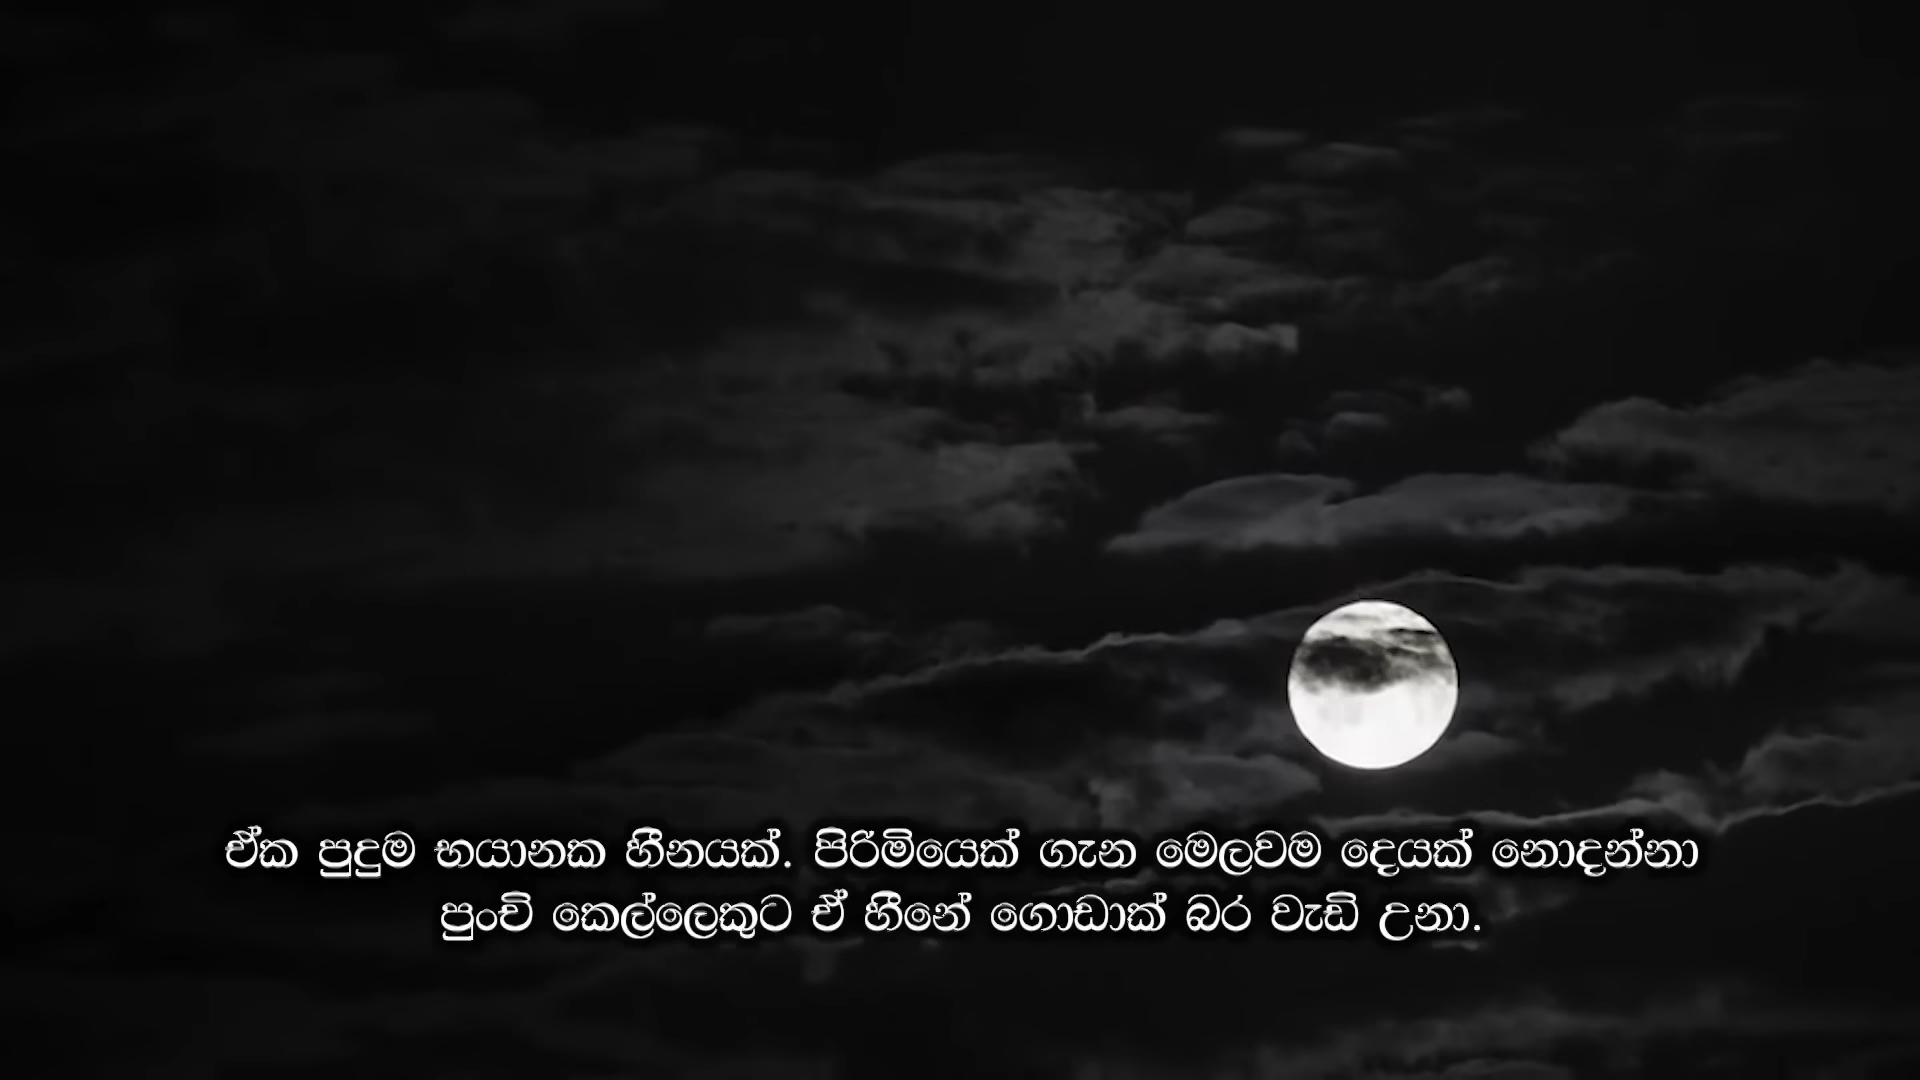 ඒක පුදුම භයානක හීනයක්. පිරිමියෙක් ගැන මෙලවම දෙයක් නොදන්නා
පුංචි කෙල්ලෙකුට ඒ හීනේ ගොඩාක් බර වැඩි උනා.